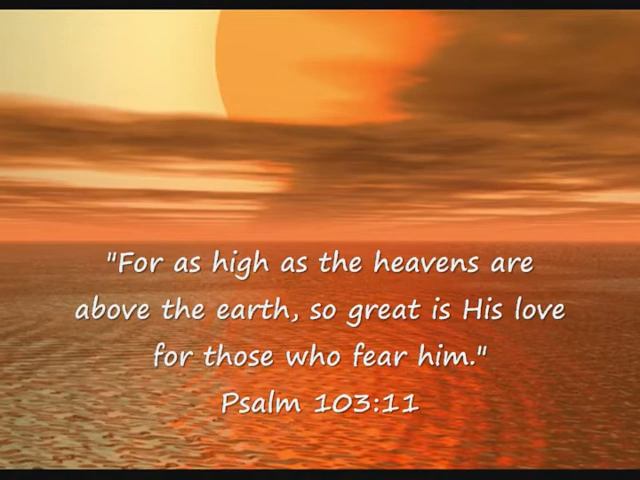 "For as high as the heavens are
above the earth, so great is His love
for those who fear him."
Psalm 103:11